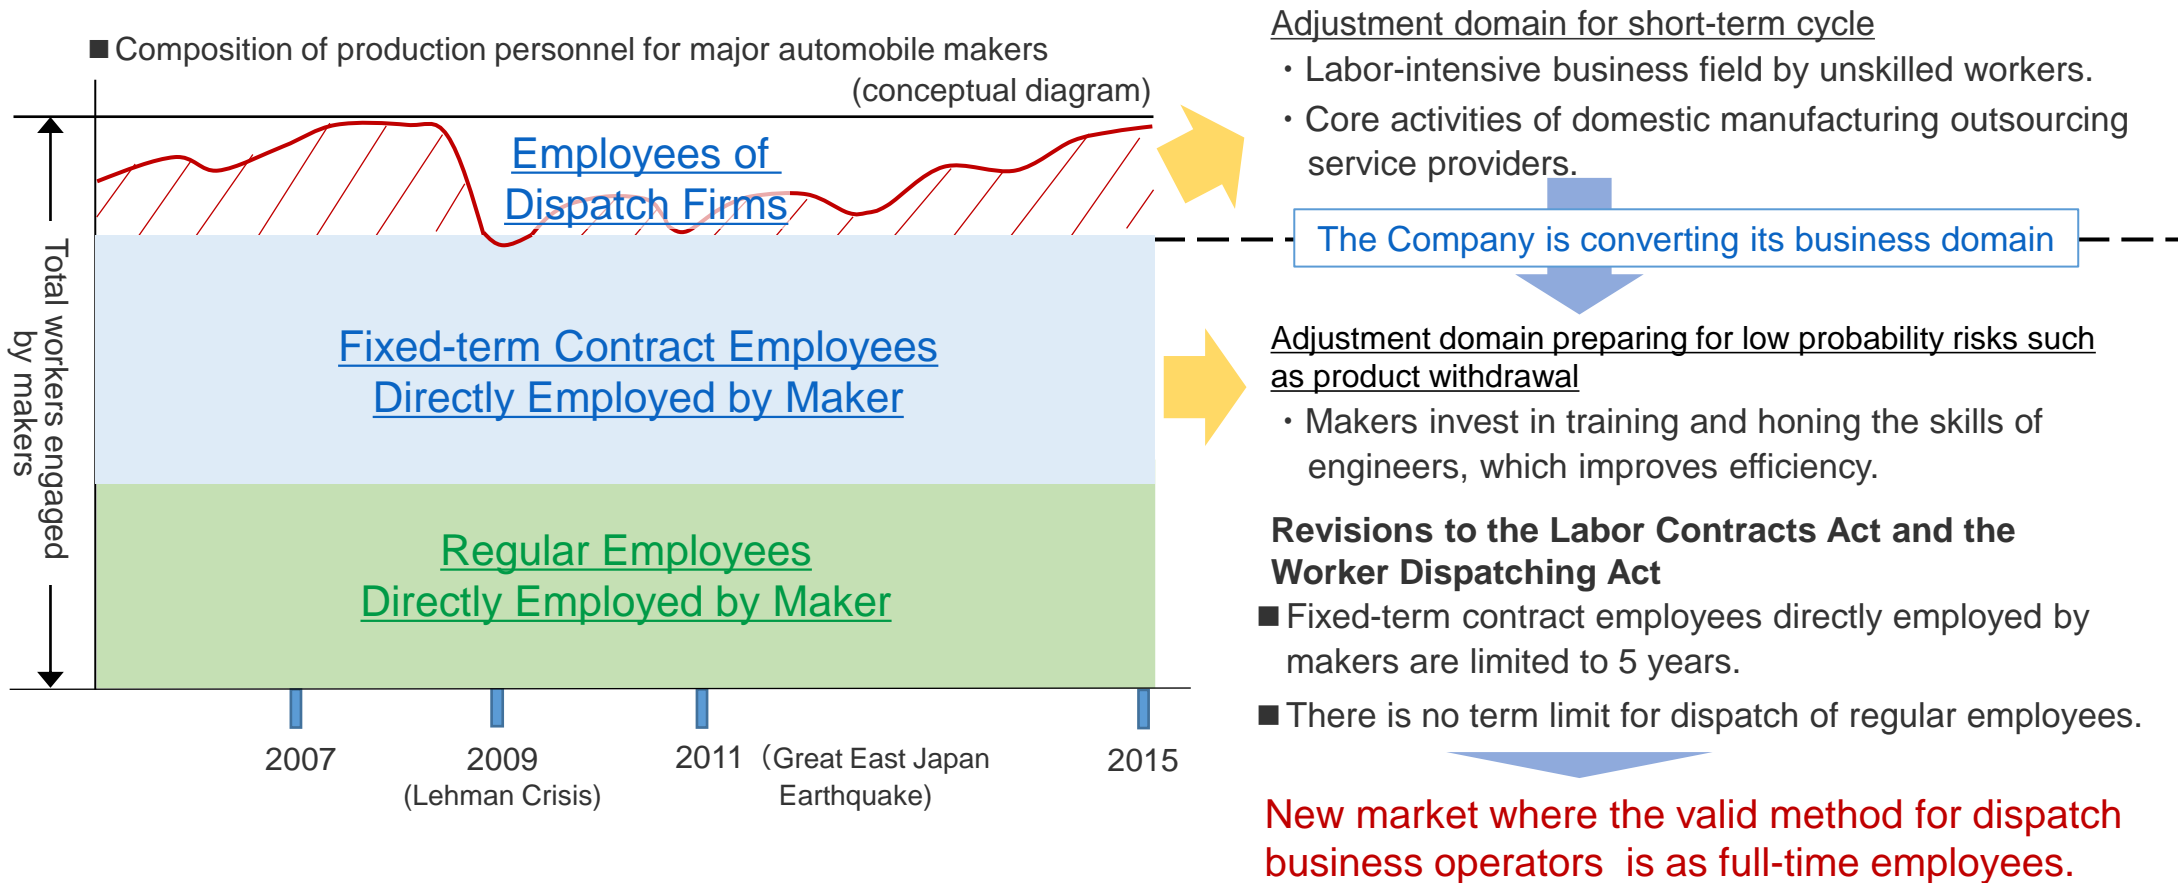 ■ Composition of production personnel for major automobile makers
(conceptual diagram)
Employees of
Dispatch Firms
Fixed-term Contract Employees
Directly Employed by Maker
Regular Employees
Directly Employed by Maker
Total workers engaged
by makers
2007
2009
(Lehman Crisis)
2011（Great East Japan
Earthquake)
2015
Adjustment domain for short-term cycle
・Labor-intensive business field by unskilled workers.
・Core activities of domestic manufacturing outsourcing
service providers.
The Company is converting its business domain
Adjustment domain preparing for low probability risks such
as product withdrawal
・Makers invest in training and honing the skills of
engineers, which improves efficiency.
Revisions to the Labor Contracts Act and the
Worker Dispatching Act
■ Fixed-term contract employees directly employed by
makers are limited to 5 years.
■ There is no term limit for dispatch of regular employees.
New market where the valid method for dispatch
business operators is as full-time employees.